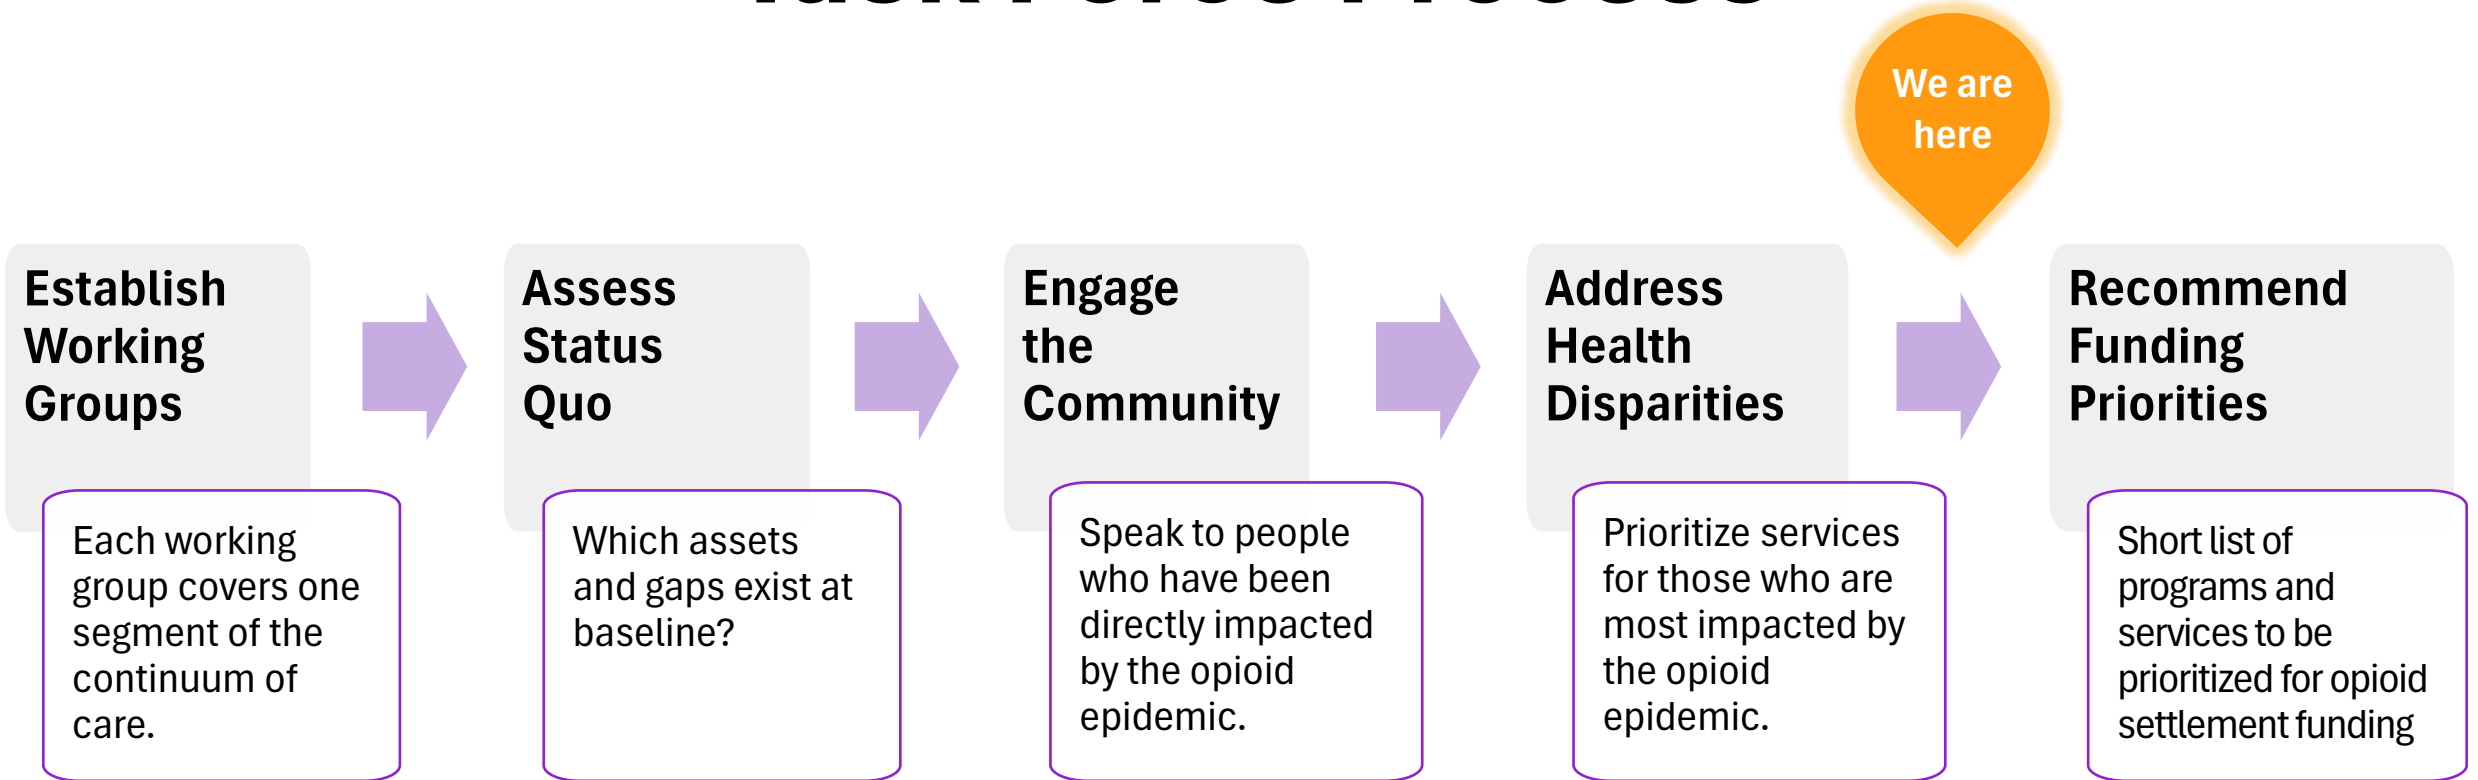 Task Force Process
We are
here
Establish
Working
Groups
Assess
Status
Quo
Engage
the
Community
Address
Health
Disparities
Recommend
Funding
Priorities
Each working
group covers one
segment of the
continuum of
care.
Which assets
and gaps exist at
baseline?
Speak to people
who have been
directly impacted
by the opioid
epidemic.
Prioritize services
for those who are
most impacted by
the opioid
epidemic.
Short list of
programs and
services to be
prioritized for opioid
settlement funding